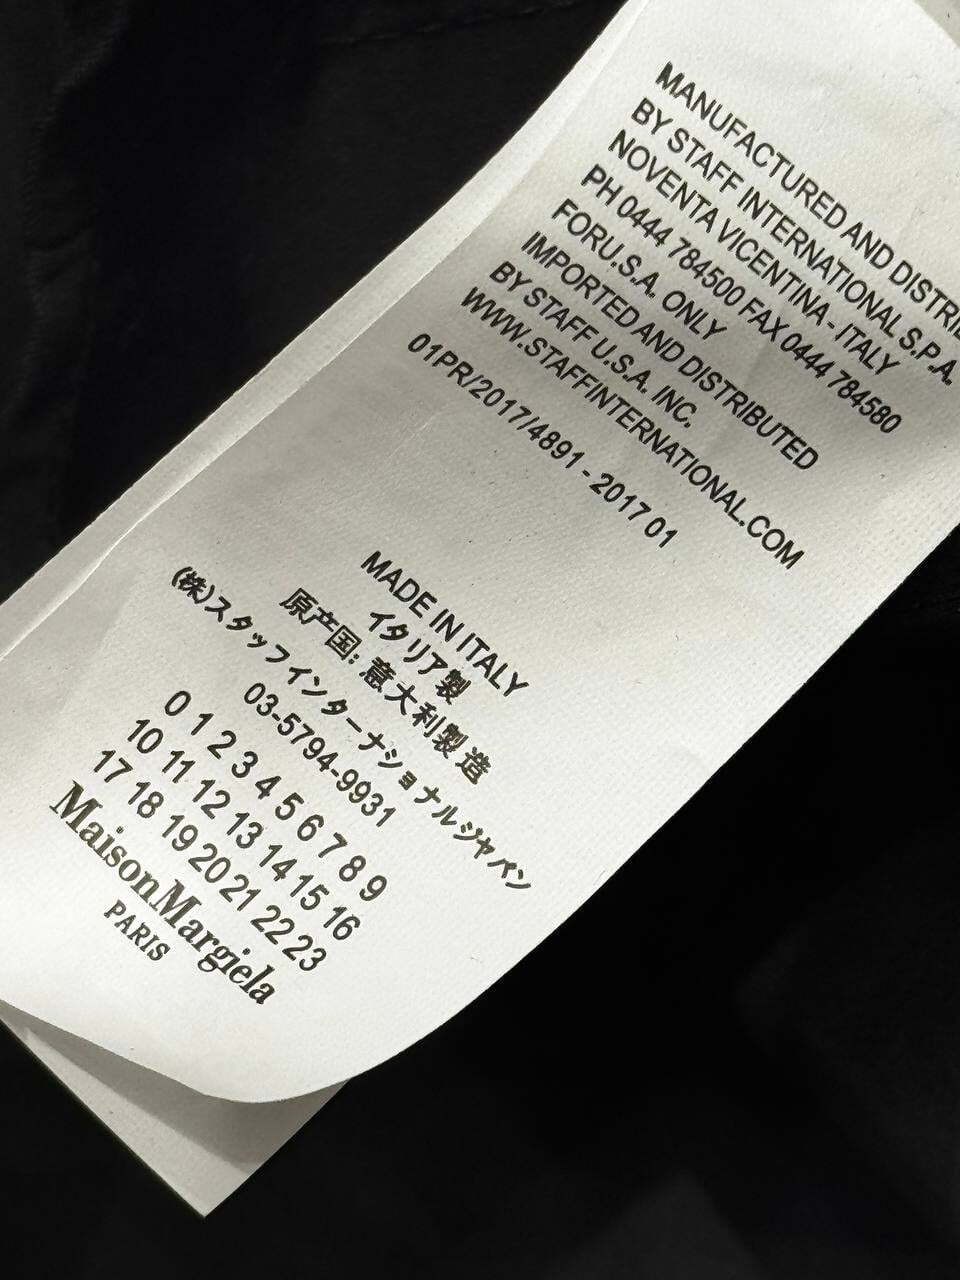 MANUFACTURED AND DISTRI
BY STAFF INTERNATIONAL S.P.A.
NOVENTA VICENTINA - ITALY
PH 0444 784500 FAX 0444 784580
FOR U.S.A. ONLY
IMPORTED AND DISTRIBUTED
BY STAFF U.S.A. INC.
WWW.STAFFINTERNATIONAL.COM
01PR/2017/4891 - 2017 01
MADE IN ITALY
イタリア製
原产国: 意大利製造
(株)スタッフインターナショナルジャパン
03-5794-9931
0 1 2 3 4 5 6 7 8 9
10 11 12 13 14 15 16
17 18 19 20 21 22 23
Maison Margiela
PARIS